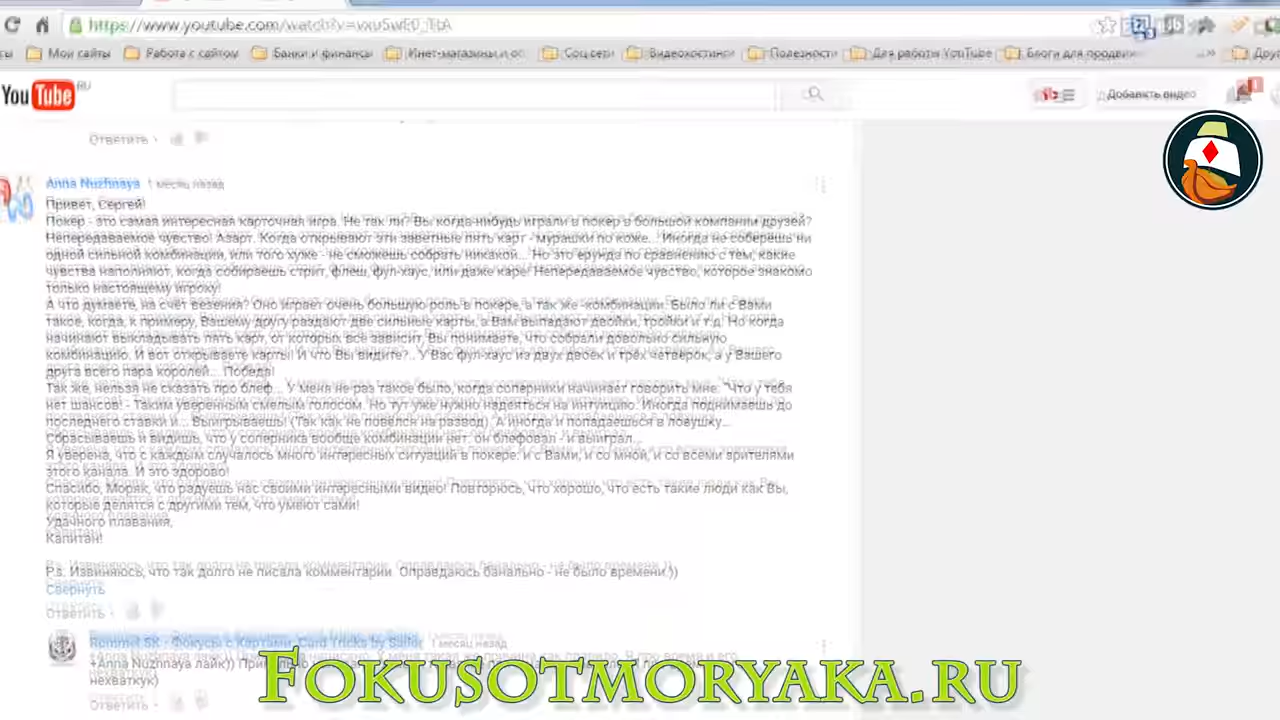 https://www.youtube.com/watch?v=
Мои сайты Работа с сайтом Банки и финансы Инет-магазины и ос Соц.сети Видеохостинги Полезности Для работы YouTube Блоги для продвиж
YouTube RU Добавить видео
Ответить
Anna Nuzhnaya 1 месяц назад
Привет, Сергей!
Покер - это самая интересная карточная игра. Не так ли? Вы когда-нибудь играли в покер в большой компании друзей?
Непередаваемое чувство! Азарт. Когда открывают эти заветные пять карт - мурашки по коже... Иногда не соберёшь ни
одной сильной комбинации, или того хуже - не сможешь собрать никакой... Но это ерунда по сравнению с тем, какие
чувства наполняют, когда собираешь стрит, флеш, фул-хаус, или даже каре! Непередаваемое чувство, которое знакомо
только настоящему игроку!
А что думаете, на счёт везения? Оно играет очень большую роль в покере, а так же -комбинации. Было ли с Вами
такое, когда, к примеру, Вашему другу раздают две сильные карты, а Вам выпадают двойки, тройки и т.д. Но когда
начинают выкладывать пять карт, от которых, всё зависит, Вы понимаете, что собрали довольно сильную
комбинацию. И вот открываете карты! И что Вы видите?.. У Вас фул-хаус из двух двоек и трёх четвёрок, а у Вашего
друга всего пара королей... Победа!
Так же, нельзя не сказать про блеф... У меня не раз такое было, когда соперники начинает говорить мне: "Что у тебя
нет шансов! - Таким уверенным смелым голосом. Но тут уже нужно надеяться на интуицию. Иногда поднимаешь до
последнего ставки и... Выигрываешь! (Так как не повёлся на развод). А иногда и попадаешься в ловушку...
Сбрасываешь и видишь, что у соперника вообще комбинации нет: он блефовал - и выиграл...
Я уверена, что с каждым случалось много интересных ситуаций в покере: и с Вами, и со мной, и со всеми зрителями
этого канала. И это здорово!
Спасибо, Моряк, что радуешь нас своими интересными видео! Повторюсь, что хорошо, что есть такие люди как Вы,
которые делятся с другими тем, что умеют сами!
Удачного плавания,
Капитан!
P.s. Извиняюсь, что так долго не писала комментарии. Оправдаюсь банально - не было времени.))
Свернуть
Ответить
Rommel SK - Фокусы с Картами. Card Tricks by Sailor 1 месяц назад
+Anna Nuzhnaya лайк))
нехватку)
Ответить
FOKUSOTMORYAKA.RU